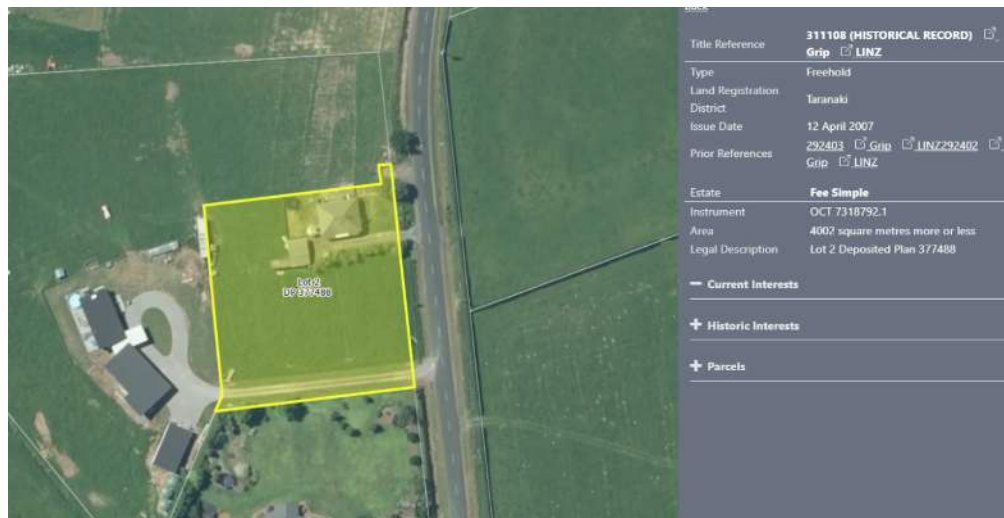 Back
Title Reference 311108 (HISTORICAL RECORD)
Grip LINZ
Type Freehold
Land Registration District Taranaki
Issue Date 12 April 2007
Prior References 292403 Grip LINZ292402
Grip LINZ
Estate Fee Simple
Instrument OCT 7318792.1
Area 4002 square metres more or less
Legal Description Lot 2 Deposited Plan 377488
Current Interests
Historic Interests
Parcels
Lot 2
DP 377488